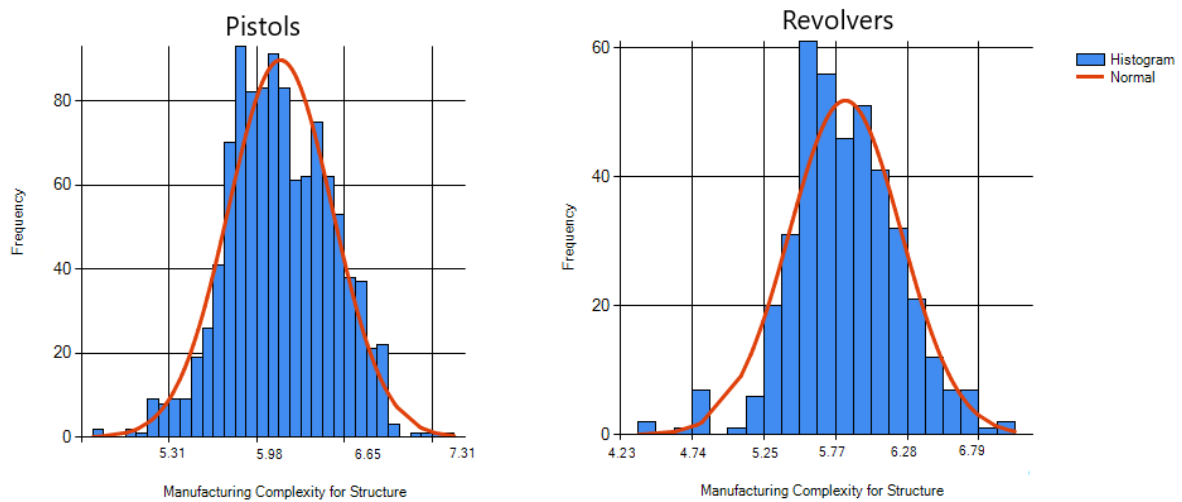 Pistols
80
60
40
20
0
Frequency
5.31 5.98 6.65 7.31
Manufacturing Complexity for Structure
Revolvers
60
40
20
0
Frequency
4.23 4.74 5.25 5.77 6.28 6.79
Manufacturing Complexity for Structure
Histogram
Normal